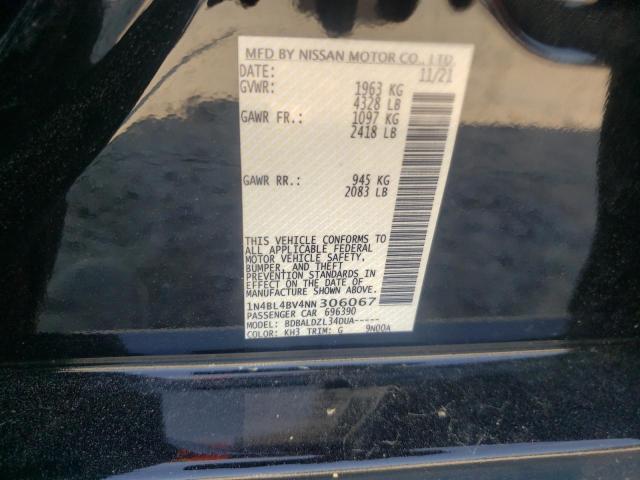 MFD BY NISSAN MOTOR CO., LTD.
DATE: 11/21
GVWR: 1963 KG
4328 LB
GAWR FR.: 1097 KG
2418 LB
GAWR RR.: 945 KG
2083 LB
THIS VEHICLE CONFORMS TO
ALL APPLICABLE FEDERAL
MOTOR VEHICLE SAFETY,
BUMPER, AND THEFT
PREVENTION STANDARDS IN
EFFECT ON THE DATE OF
MANUFACTURE SHOWN ABOVE.
1N4BL4BV4NN306067
PASSENGER CAR 696390
MODEL: BDBALDZL34DUA-----
COLOR: KH3 TRIM: G 9N00A